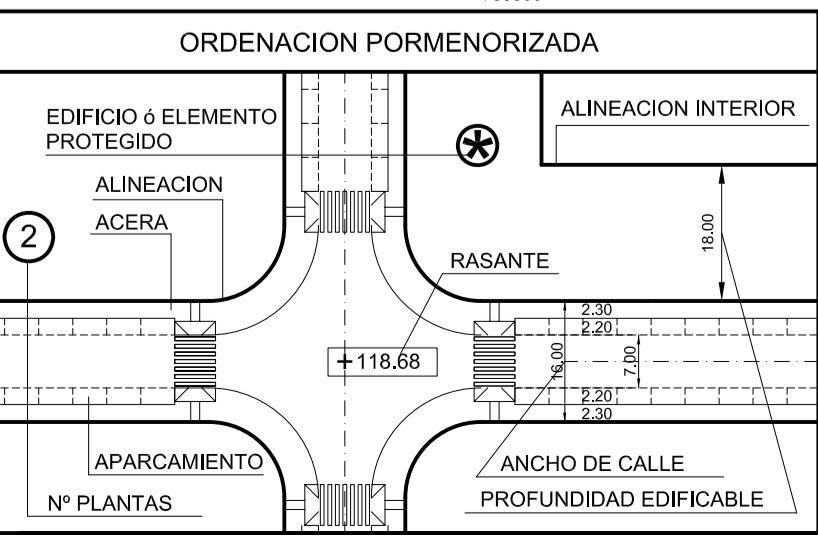 ORDENACION PORMENORIZADA
EDIFICIO ó ELEMENTO
PROTEGIDO
ALINEACION INTERIOR
ALINEACION
ACERA
2
18.00
RASANTE
2.30
2.20
+118.68
16.00
7.00
2.20
2.30
APARCAMIENTO
ANCHO DE CALLE
Nº PLANTAS
PROFUNDIDAD EDIFICABLE